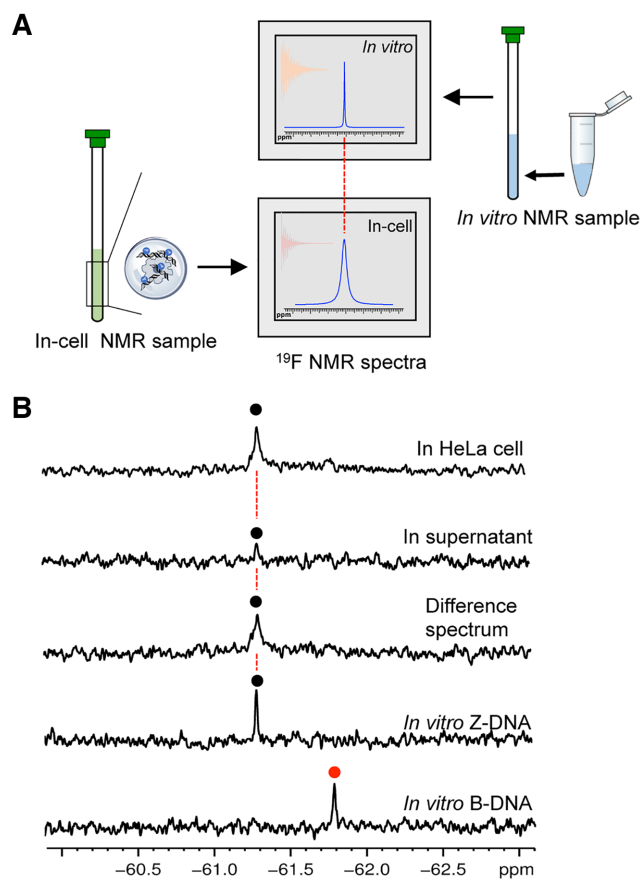 A
In vitro
ppm
In-cell
ppm
In vitro NMR sample
In-cell NMR sample
¹⁹F NMR spectra
B
In HeLa cell
In supernatant
Difference
spectrum
In vitro Z-DNA
In vitro B-DNA
−60.5 −61.0 −61.5 −62.0 −62.5 ppm